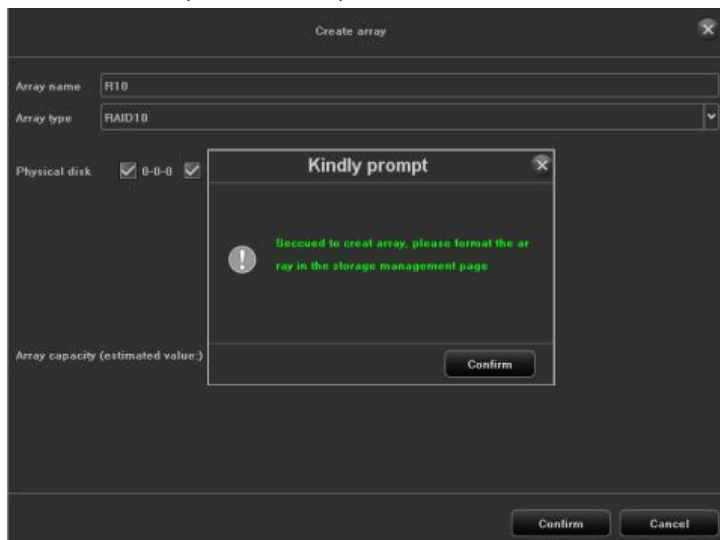 Create array
Array name R10
Array type RAID10
Kindly prompt
Physical disk 0-0-0
Soccued to creat array, please format the ar
ray in the storage management page
Array capacity (estimated value:)
Confirm
Confirm Cancel